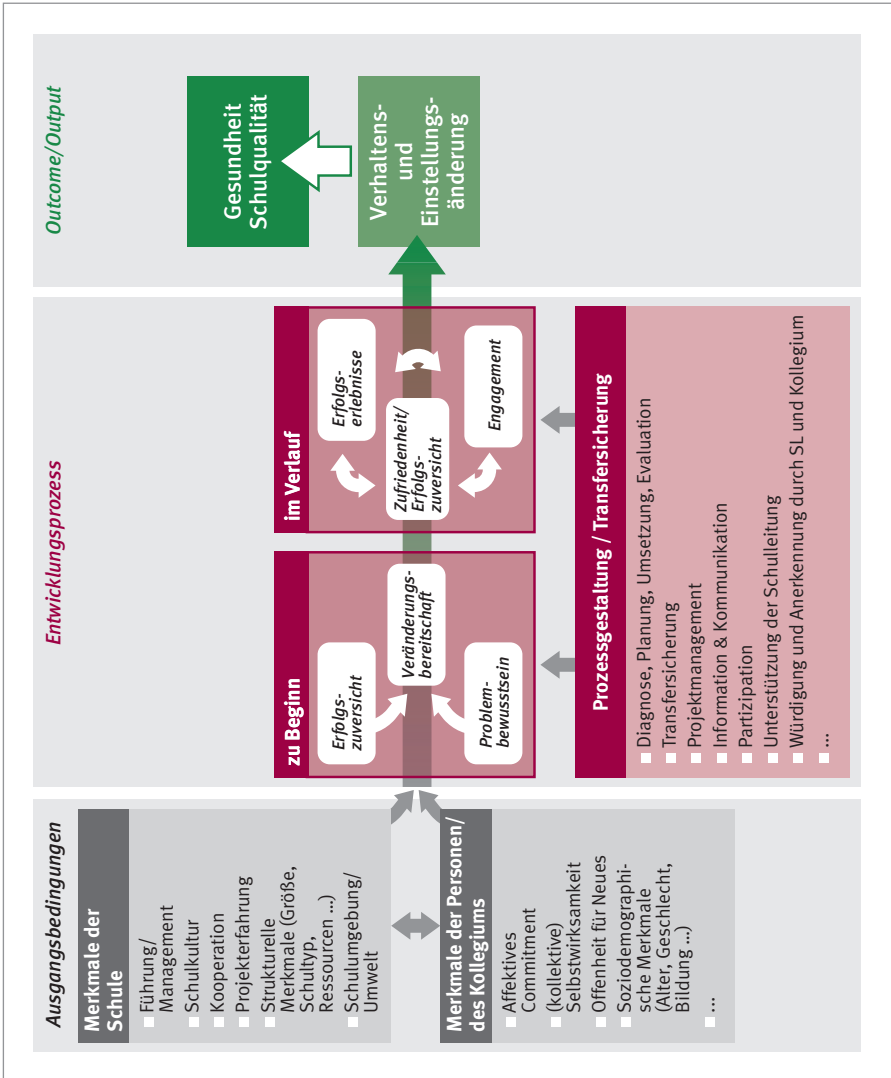 Ausgangsbedingungen
Merkmale der
Schule
Führung/
Management
Schulkultur
Kooperation
Projekterfahrung
Strukturelle
Merkmale (Größe,
Schultyp,
Ressourcen ...)
Schulumgebung/
Umwelt
Merkmale der Personen/
des Kollegiums
Affektives
Commitment
(kollektive)
Selbstwirksamkeit
Offenheit für Neues
Soziodemographi-
sche Merkmale
(Alter, Geschlecht,
Bildung ...)
...
Entwicklungsprozess
zu Beginn
Erfolgs-
zuversicht
Veränderungs-
bereitschaft
Problem-
bewusstsein
im Verlauf
Erfolgs-
erlebnisse
Zufriedenheit/
Erfolgs-
zuversicht
Engagement
Prozessgestaltung / Transfersicherung
Diagnose, Planung, Umsetzung, Evaluation
Transfersicherung
Projektmanagement
Information & Kommunikation
Partizipation
Unterstützung der Schulleitung
Würdigung und Anerkennung durch SL und Kollegium
...
Outcome/Output
Gesundheit
Schulqualität
Verhaltens-
und
Einstellungs-
änderung